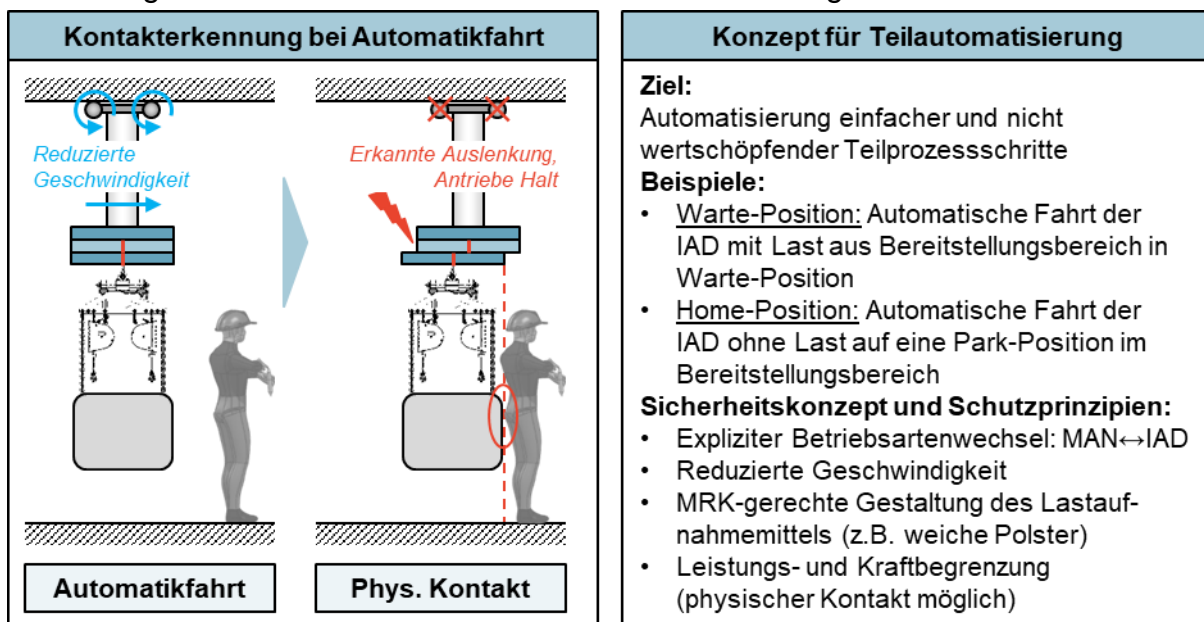 Kontakterkennung bei Automatikfahrt
Reduzierte
Geschwindigkeit
Erkannte Auslenkung,
Antriebe Halt
Automatikfahrt
Phys. Kontakt
Konzept für Teilautomatisierung
Ziel:
Automatisierung einfacher und nicht
wertschöpfender Teilprozessschritte
Beispiele:
• Warte-Position: Automatische Fahrt der
IAD mit Last aus Bereitstellungsbereich in
Warte-Position
• Home-Position: Automatische Fahrt der
IAD ohne Last auf eine Park-Position im
Bereitstellungsbereich
Sicherheitskonzept und Schutzprinzipien:
• Expliziter Betriebsartenwechsel: MAN↔IAD
• Reduzierte Geschwindigkeit
• MRK-gerechte Gestaltung des Lastauf-
nahmemittels (z.B. weiche Polster)
• Leistungs- und Kraftbegrenzung
(physischer Kontakt möglich)